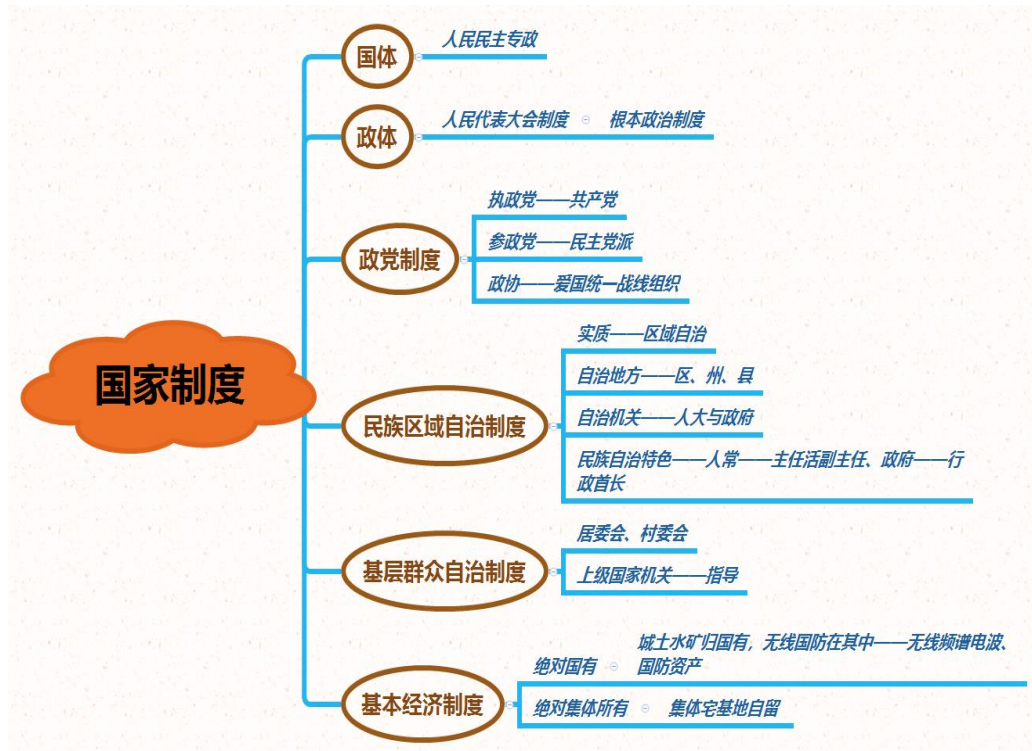 国家制度
国体
人民民主专政
政体
人民代表大会制度
根本政治制度
政党制度
执政党——共产党
参政党——民主党派
政协——爱国统一战线组织
民族区域自治制度
实质——区域自治
自治地方——区、州、县
自治机关——人大与政府
民族自治特色——人常——主任活副主任、政府——行
政首长
基层群众自治制度
居委会、村委会
上级国家机关——指导
基本经济制度
绝对国有
城土水矿归国有，无线国防在其中——无线频谱电波、
国防资产
绝对集体所有
集体宅基地自留